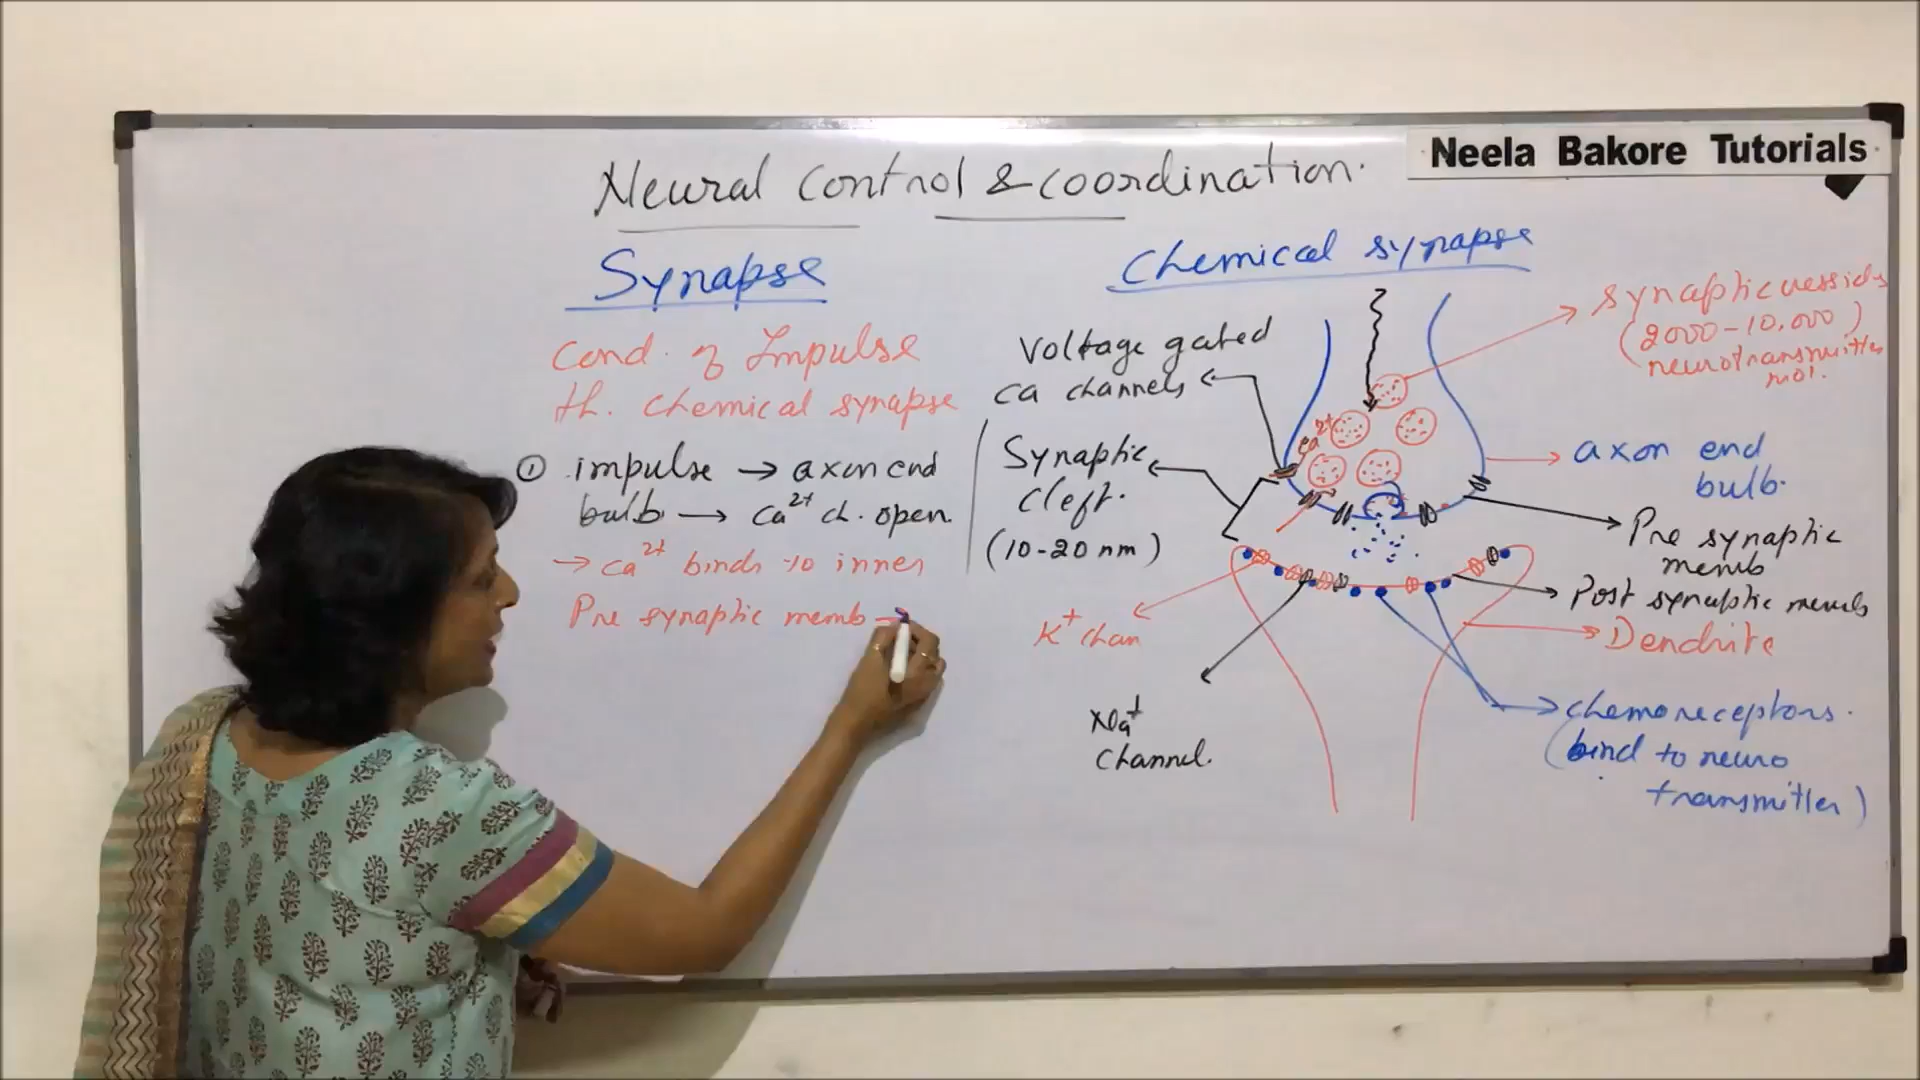 Neela Bakore Tutorials
Neural control & coordination.
Synapse
Cond. of Impulse
th. chemical synapse
① impulse → axon end
bulb → Ca2+ ch. open.
→ Ca2+ binds to inner
Pre synaptic memb →
Chemical synapse
Voltage gated
Ca channels
Synaptic
cleft.
(10-20 nm)
K+ chan
Na+
channel.
Ca2+
Synaptic vessicles
(2000-10,000)
neurotransmitter
mol.
axon end
bulb.
Pre synaptic
memb
Post synaptic memb
Dendrite
chemoreceptors.
(bind to neuro
transmitter)